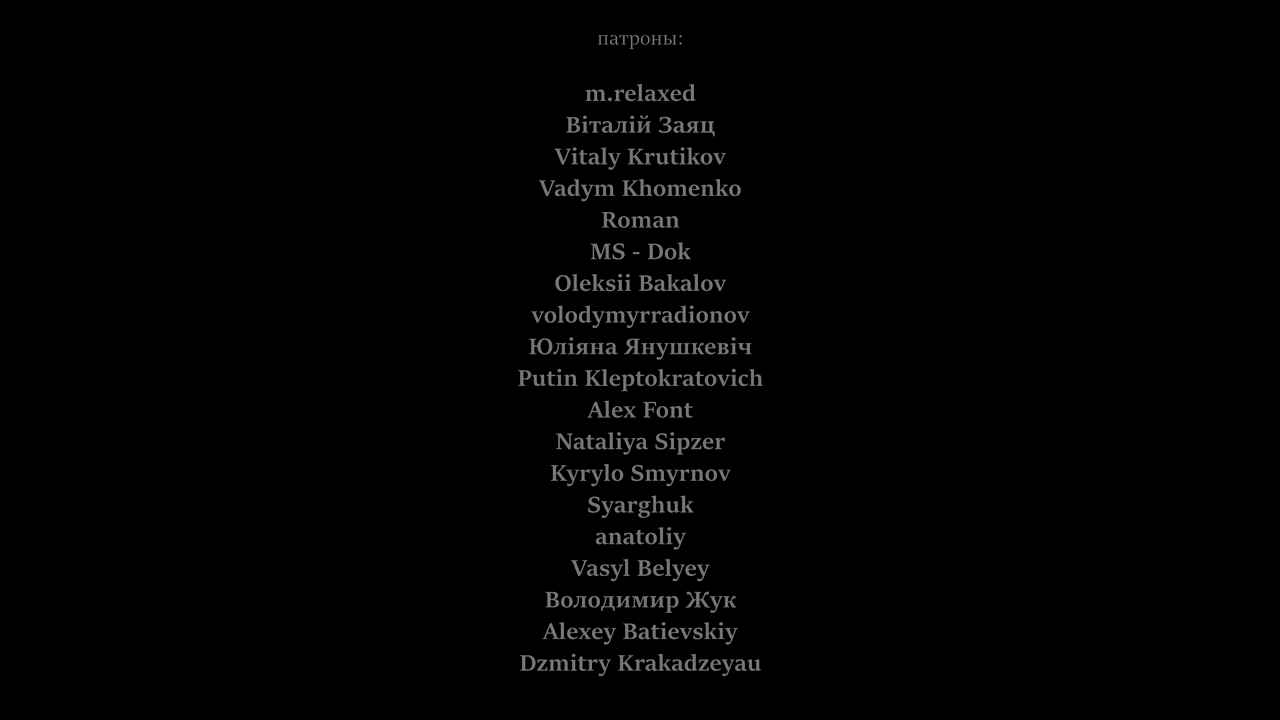 патроны:
m.relaxed
Віталій Заяц
Vitaly Krutikov
Vadym Khomenko
Roman
MS - Dok
Oleksii Bakalov
volodymyrradionov
Юліяна Янушкевіч
Putin Kleptokratovich
Alex Font
Nataliya Sipzer
Kyrylo Smyrnov
Syarghuk
anatoliy
Vasyl Belyey
Володимир Жук
Alexey Batievskiy
Dzmitry Krakadzeyau